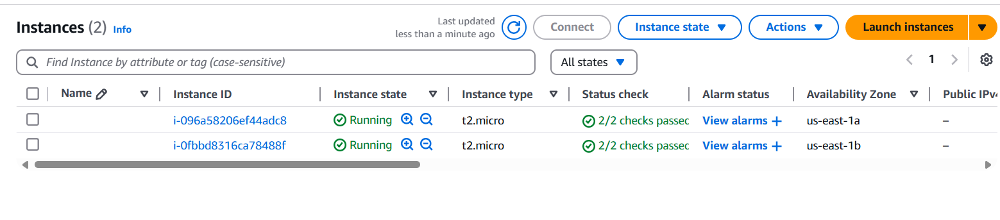 Instances (2) Info
Last updated
less than a minute ago
Connect
Instance state
Actions
Launch instances
Find Instance by attribute or tag (case-sensitive)
All states
1
Name Instance ID Instance state Instance type Status check Alarm status Availability Zone Public IPv4
i-096a58206ef44adc8 Running t2.micro 2/2 checks passec View alarms + us-east-1a –
i-0fbbd8316ca78488f Running t2.micro 2/2 checks passec View alarms + us-east-1b –